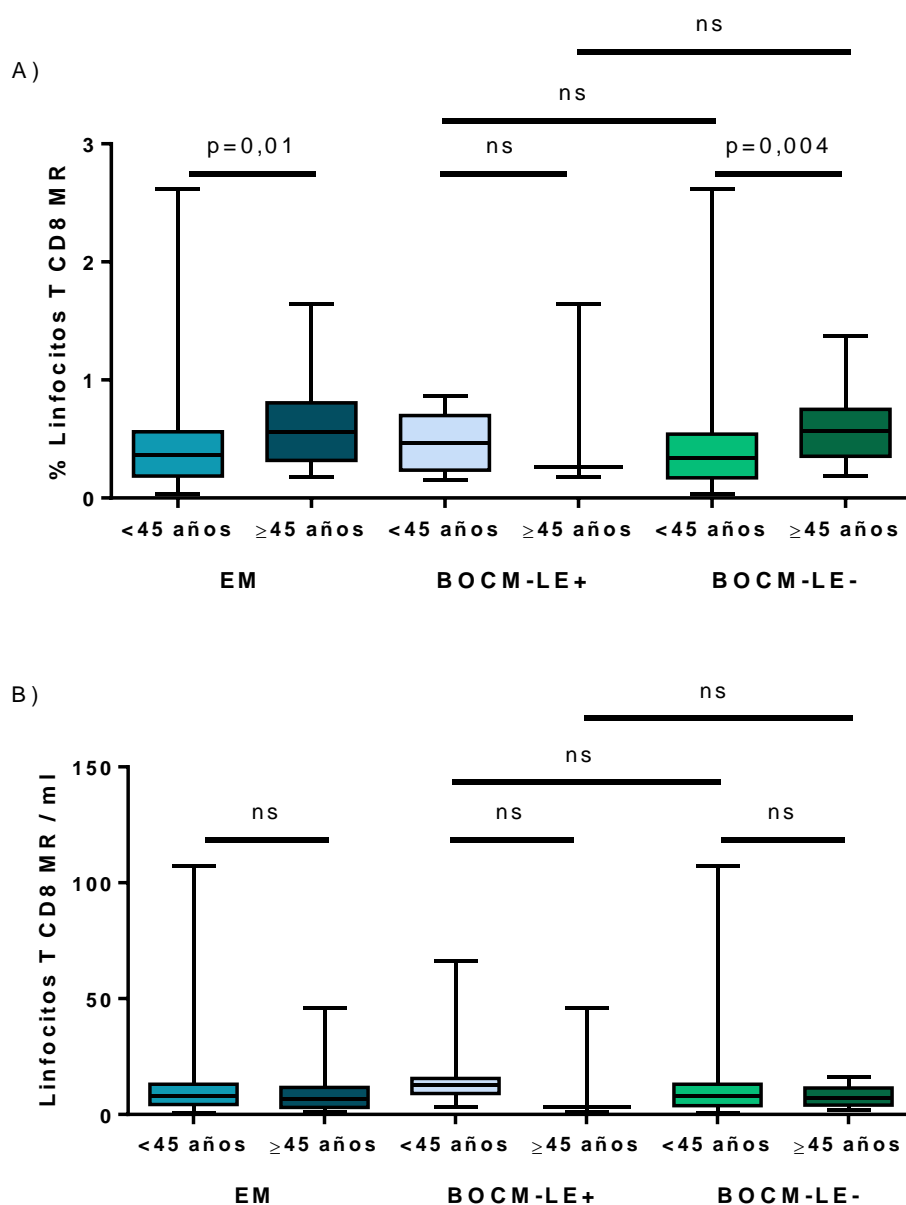 ns
A)
ns
p=0,01
ns
p=0,004
% Linfocitos T CD8 MR
3
2
1
0
<45 años ≥45 años <45 años ≥45 años <45 años ≥45 años
EM BOCM-LE+ BOCM-LE-
B)
ns
ns
ns
ns
ns
Linfocitos T CD8 MR/ml
150
100
50
0
<45 años ≥45 años <45 años ≥45 años <45 años ≥45 años
EM BOCM-LE+ BOCM-LE-